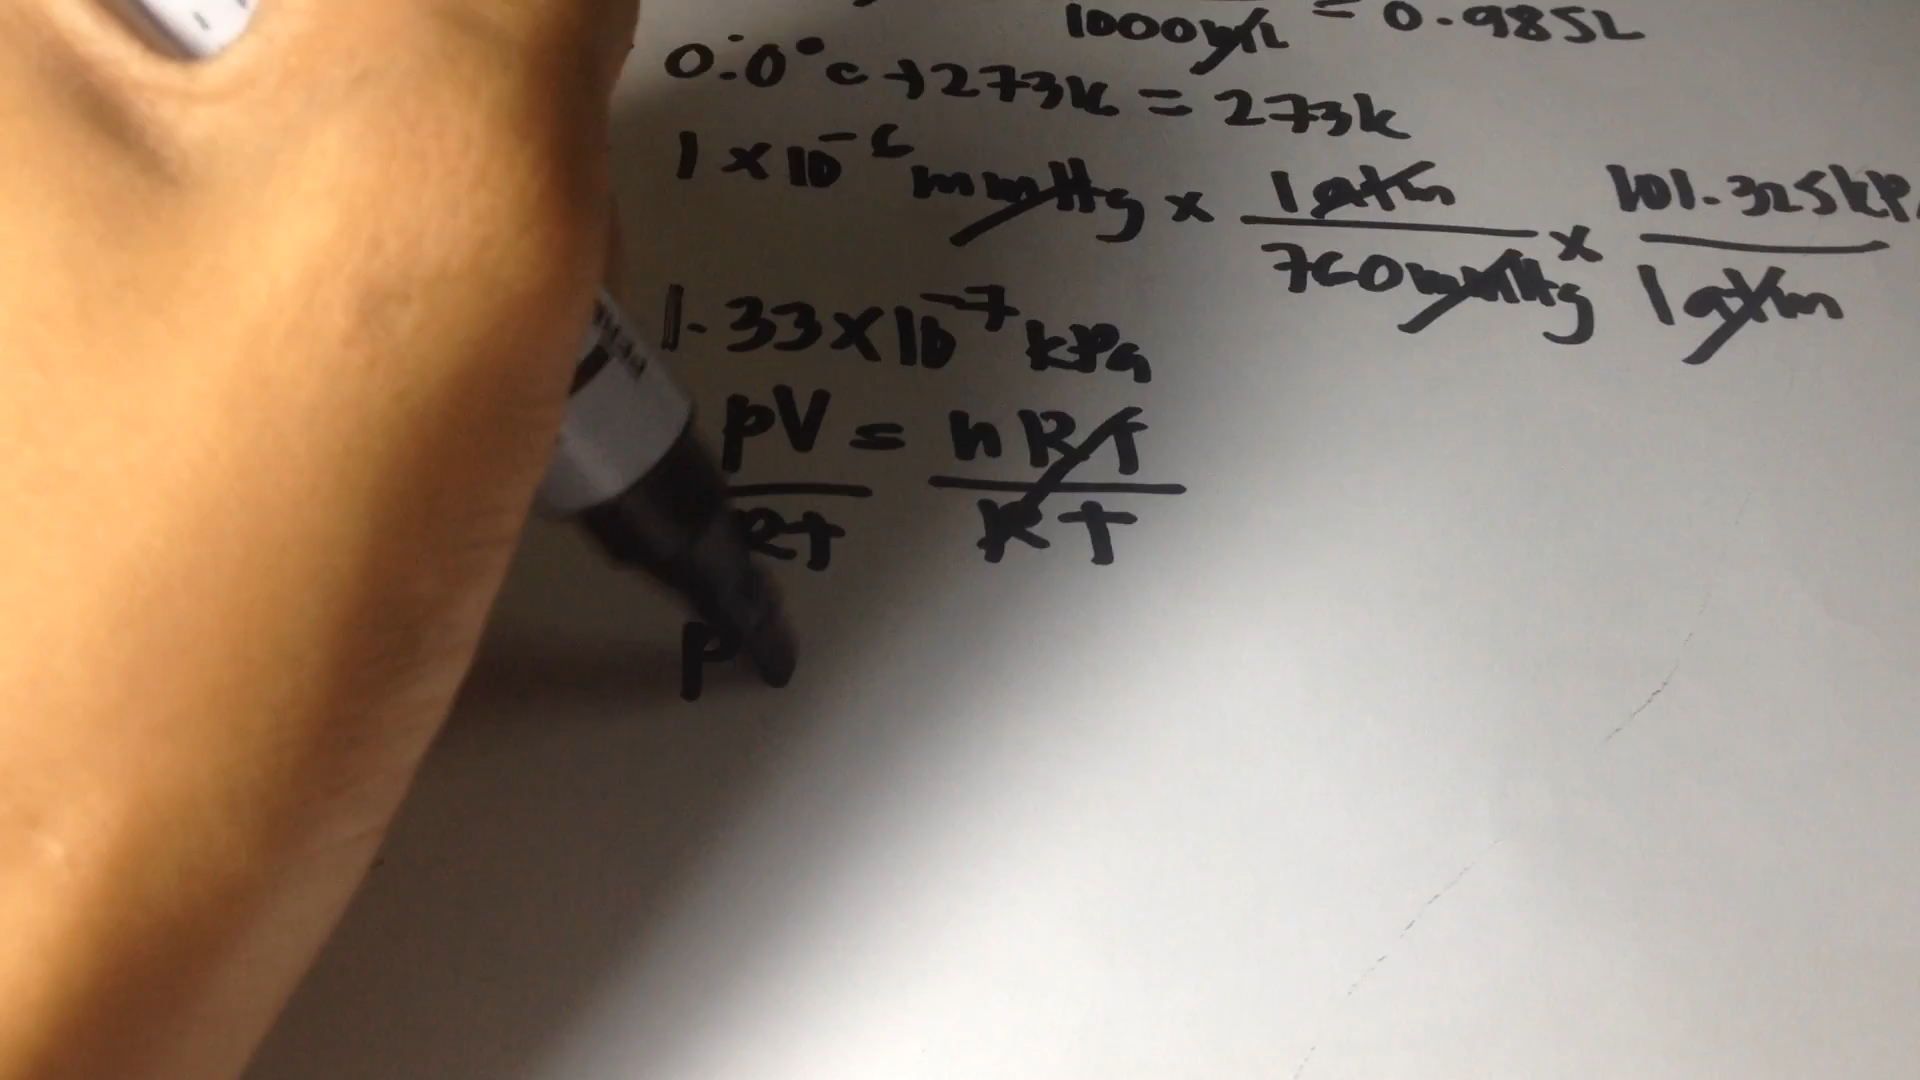 1000mL = 0.985L
0.0°C + 273K = 273K
1 x 10⁻⁶ mmHg x 1atm / 760mmHg x 101.325kPa / 1atm
1.33 x 10⁻⁷ kPa
PV = nRT
RT RT
P